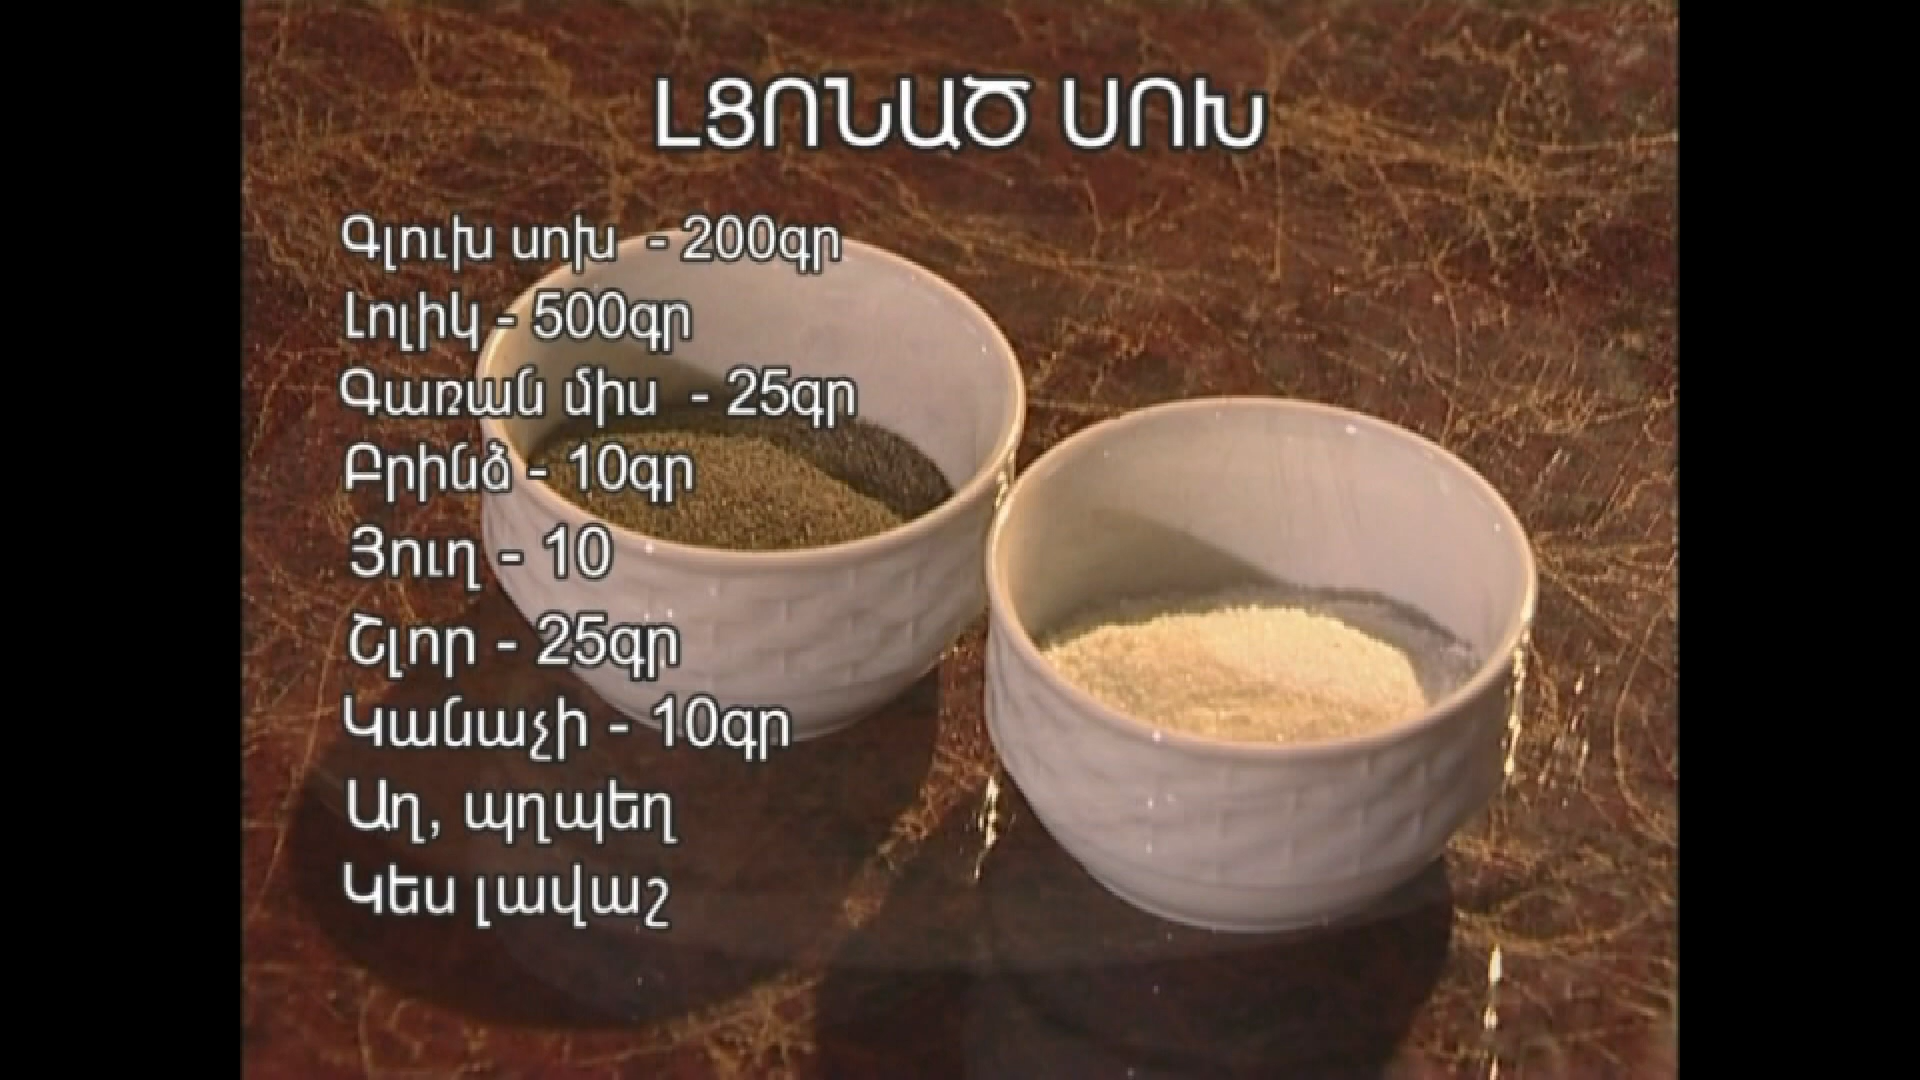 ԼՑՈՆԱԾ ՍՈԽ
Գլուխ սոխ - 200գր
Լոլիկ - 500գր
Գառան միս - 25գր
Բրինձ - 10գր
Յուղ - 10
Շլոր - 25գր
Կանաչի - 10գր
Աղ, պղպեղ
Կես լավաշ